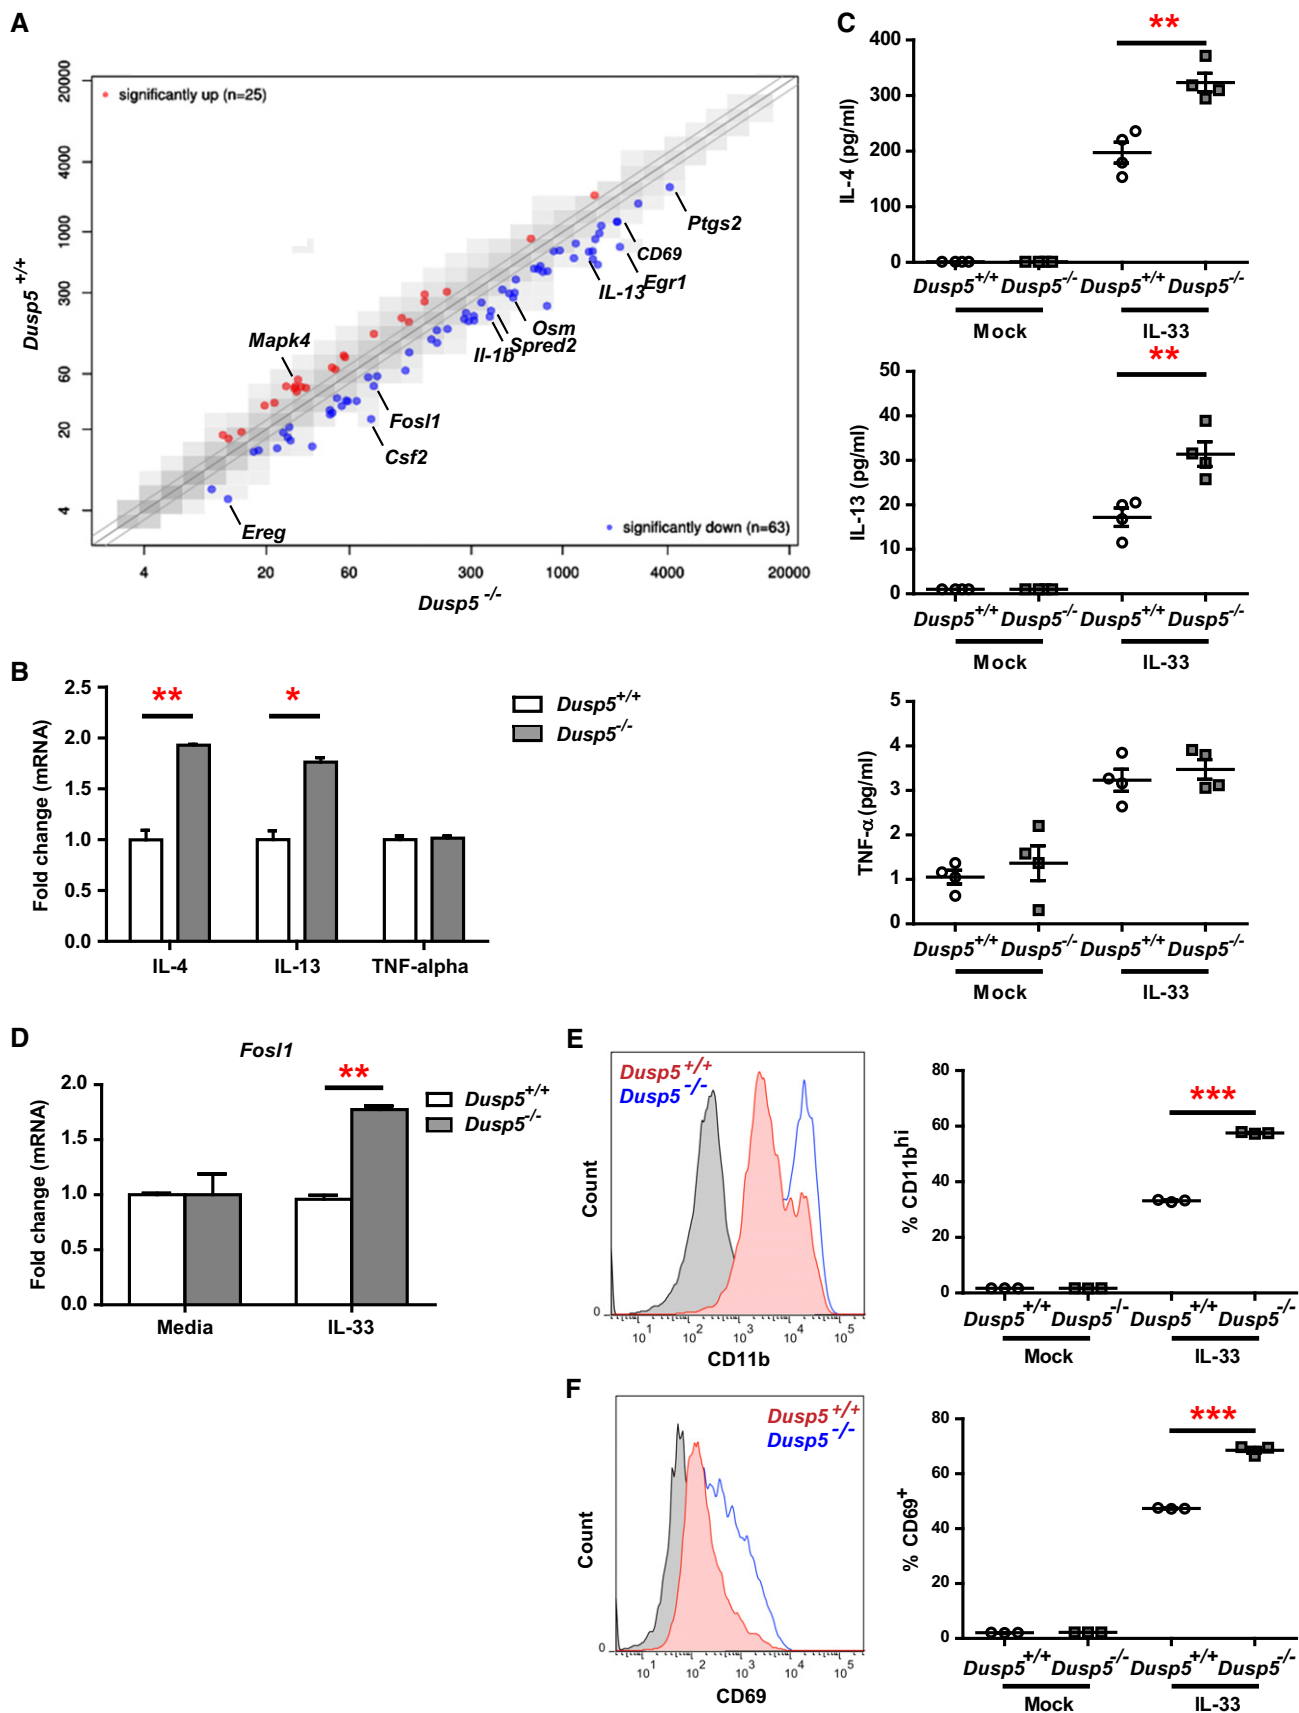 A
significantly up (n=25)
20000
4000
1000
300
60
20
4
Dusp5 +/+
Ptgs2
CD69
Egr1
IL-13
Osm
Spred2
Il-1b
Mapk4
Fosl1
Csf2
Ereg
significantly down (n=63)
4 20 60 300 1000 4000 20000
Dusp5 -/-
B
2.5
2.0
1.5
1.0
0.5
0.0
Fold change (mRNA)
** *
Dusp5+/+
Dusp5-/-
IL-4 IL-13 TNF-alpha
C
400
300
200
100
0
IL-4 (pg/ml)
**
Dusp5+/+ Dusp5-/- Dusp5+/+ Dusp5-/-
Mock IL-33
50
40
30
20
10
0
IL-13 (pg/ml)
**
Dusp5+/+ Dusp5-/- Dusp5+/+ Dusp5-/-
Mock IL-33
5
4
3
2
1
0
TNF-α (pg/ml)
Dusp5+/+ Dusp5-/- Dusp5+/+ Dusp5-/-
Mock IL-33
D
Fosl1
2.0
1.5
1.0
0.5
0.0
Fold change (mRNA)
**
Dusp5+/+
Dusp5-/-
Media IL-33
E
Dusp5+/+
Dusp5-/-
Count
0
10^1 10^2 10^3 10^4 10^5
CD11b
80
60
40
20
0
% CD11b^hi
***
Dusp5+/+ Dusp5-/- Dusp5+/+ Dusp5-/-
Mock IL-33
F
Dusp5+/+
Dusp5-/-
Count
0
10^1 10^2 10^3 10^4 10^5
CD69
80
60
40
20
0
% CD69+
***
Dusp5+/+ Dusp5-/- Dusp5+/+ Dusp5-/-
Mock IL-33